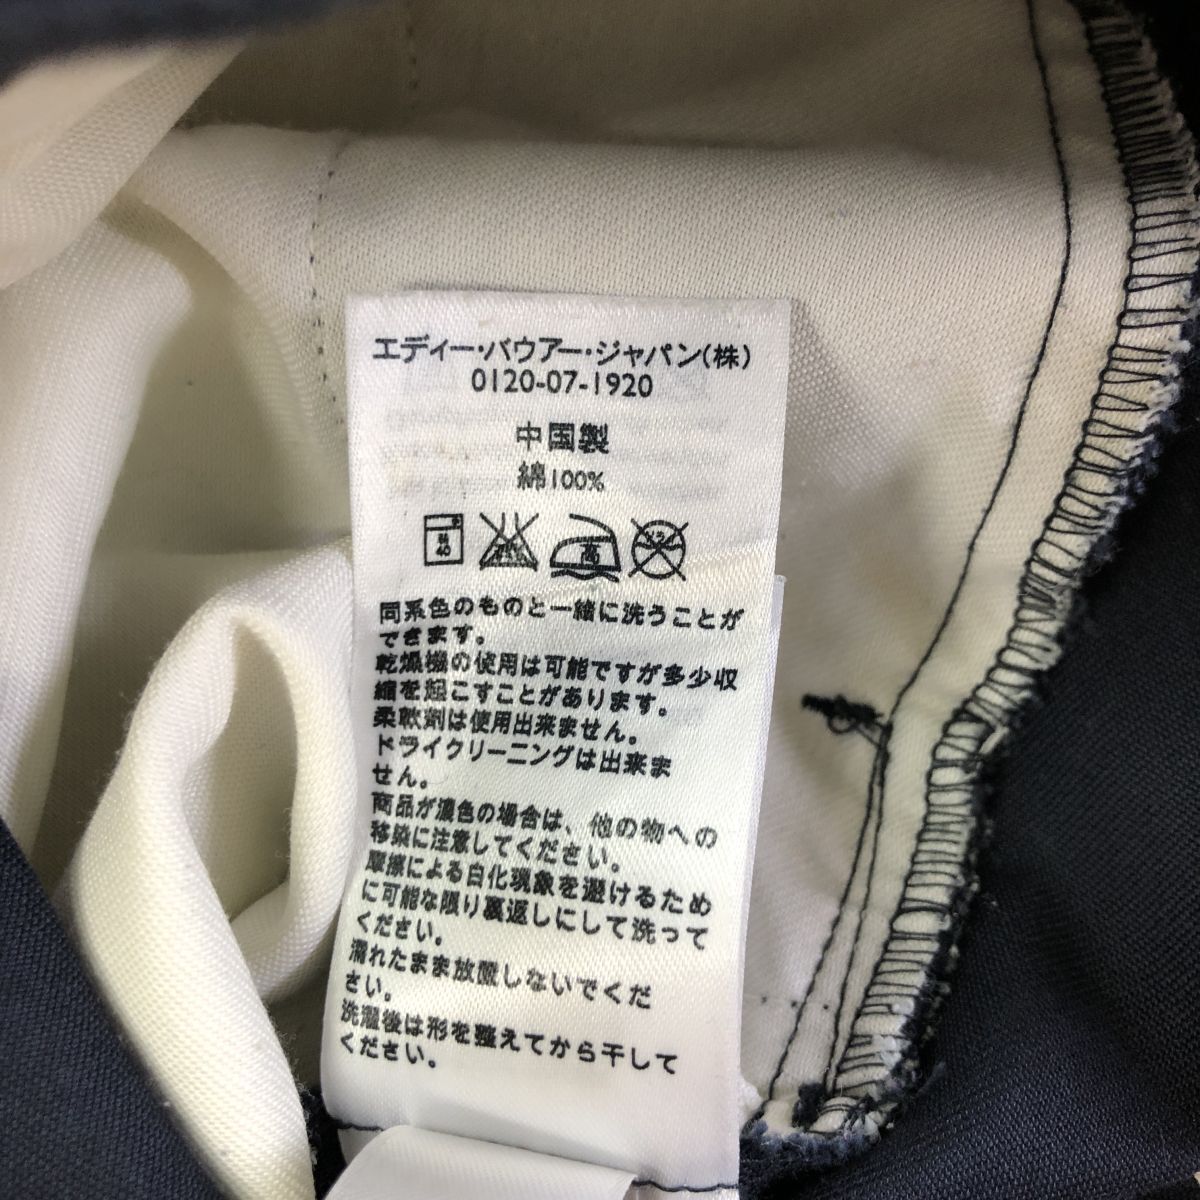 エディー・バウアー・ジャパン(株)
0120-07-1920
中国製
綿100%
40
高
同系色のものと一緒に洗うことが
できます。
乾燥機の使用は可能ですが多少収
縮を起こすことがあります。
柔軟剤は使用出来ません。
ドライクリーニングは出来ま
せん。
商品が濃色の場合は、他の物への
移染に注意してください。
摩擦による白化現象を避けるため
に可能な限り裏返しにして洗って
ください。
濡れたまま放置しないでくだ
さい。
洗濯後は形を整えてから干して
ください。